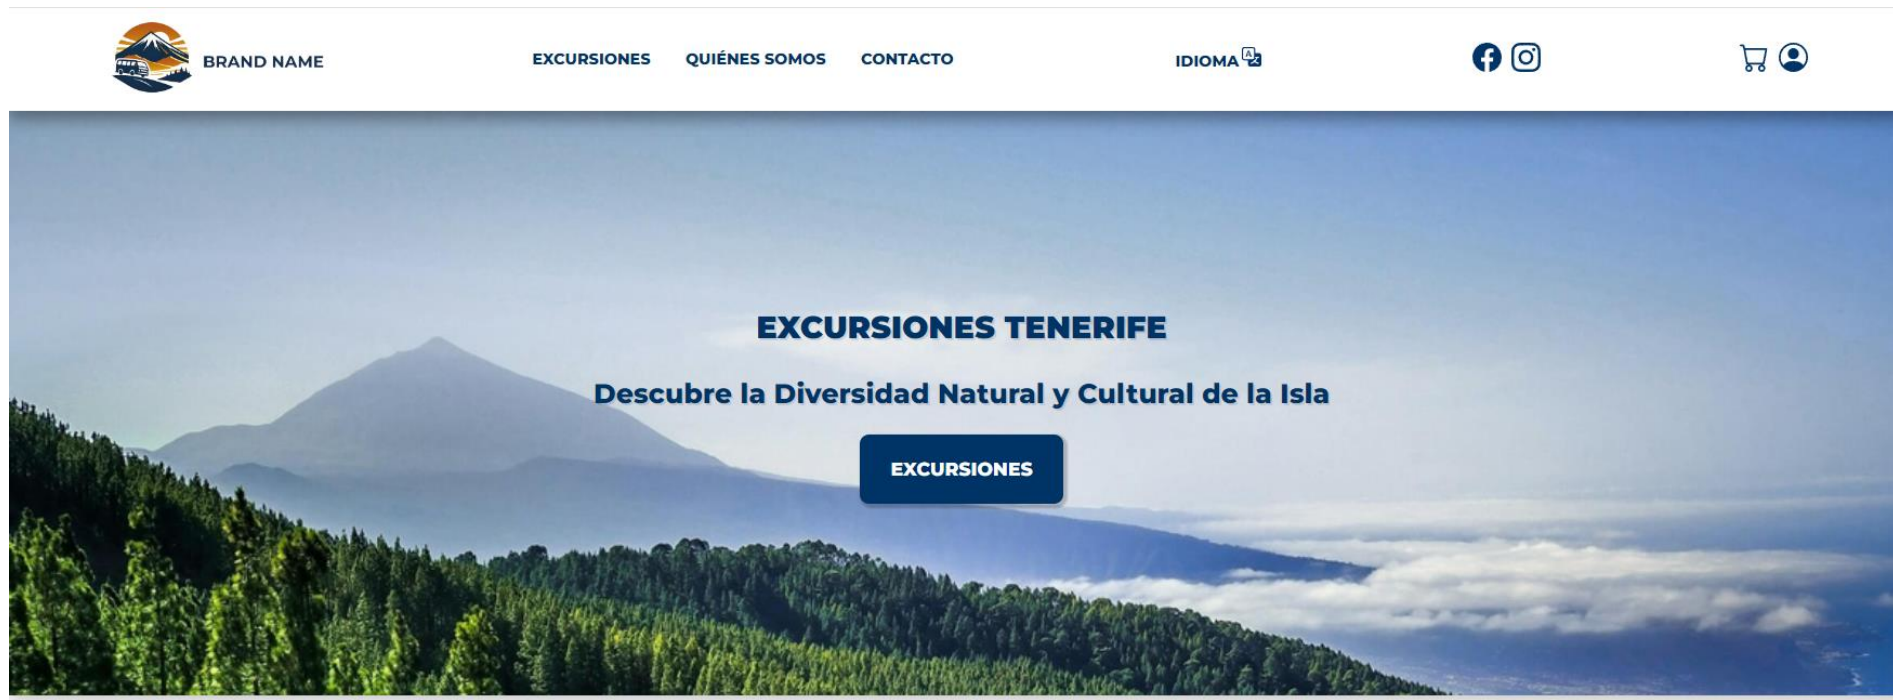 BRAND NAME
EXCURSIONES
QUIÉNES SOMOS
CONTACTO
IDIOMA
EXCURSIONES TENERIFE
Descubre la Diversidad Natural y Cultural de la Isla
EXCURSIONES